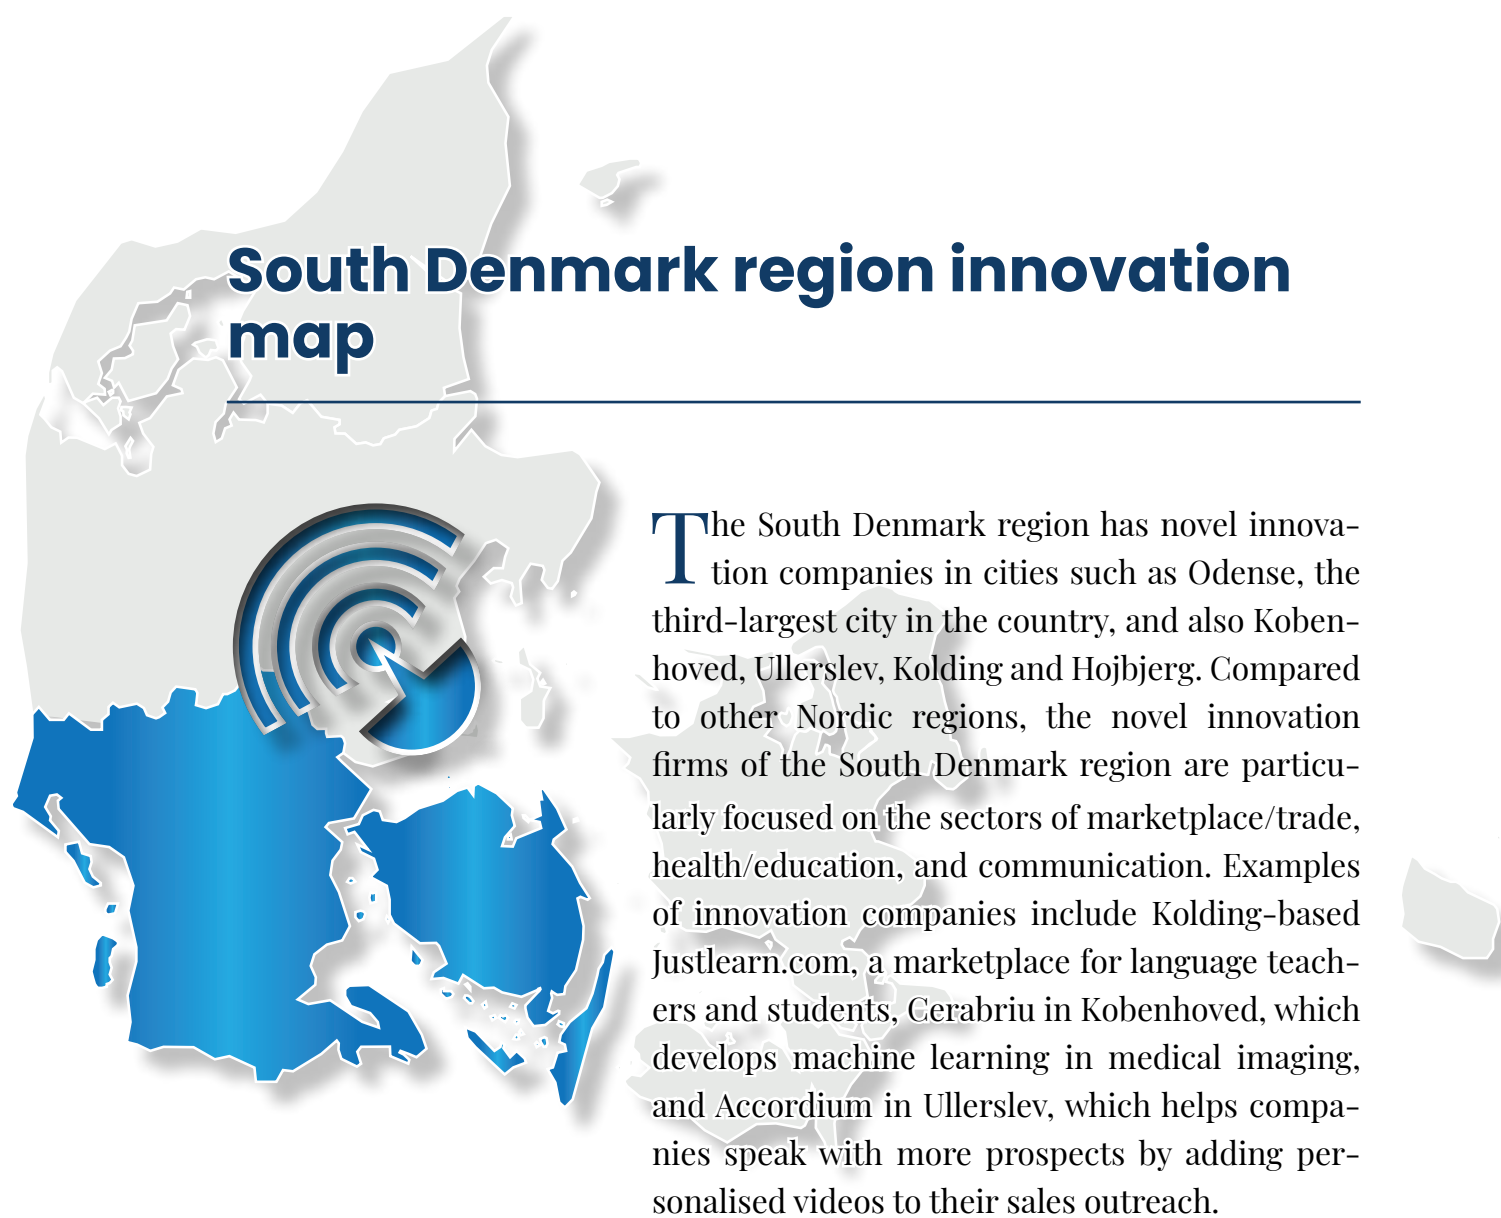 South Denmark region innovation
map
The South Denmark region has novel innova-
tion companies in cities such as Odense, the
third-largest city in the country, and also Koben-
hoved, Ullerslev, Kolding and Hojbjerg. Compared
to other Nordic regions, the novel innovation
firms of the South Denmark region are particu-
larly focused on the sectors of marketplace/trade,
health/education, and communication. Examples
of innovation companies include Kolding-based
Justlearn.com, a marketplace for language teach-
ers and students, Cerabriu in Kobenhoved, which
develops machine learning in medical imaging,
and Accordium in Ullerslev, which helps compa-
nies speak with more prospects by adding per-
sonalised videos to their sales outreach.